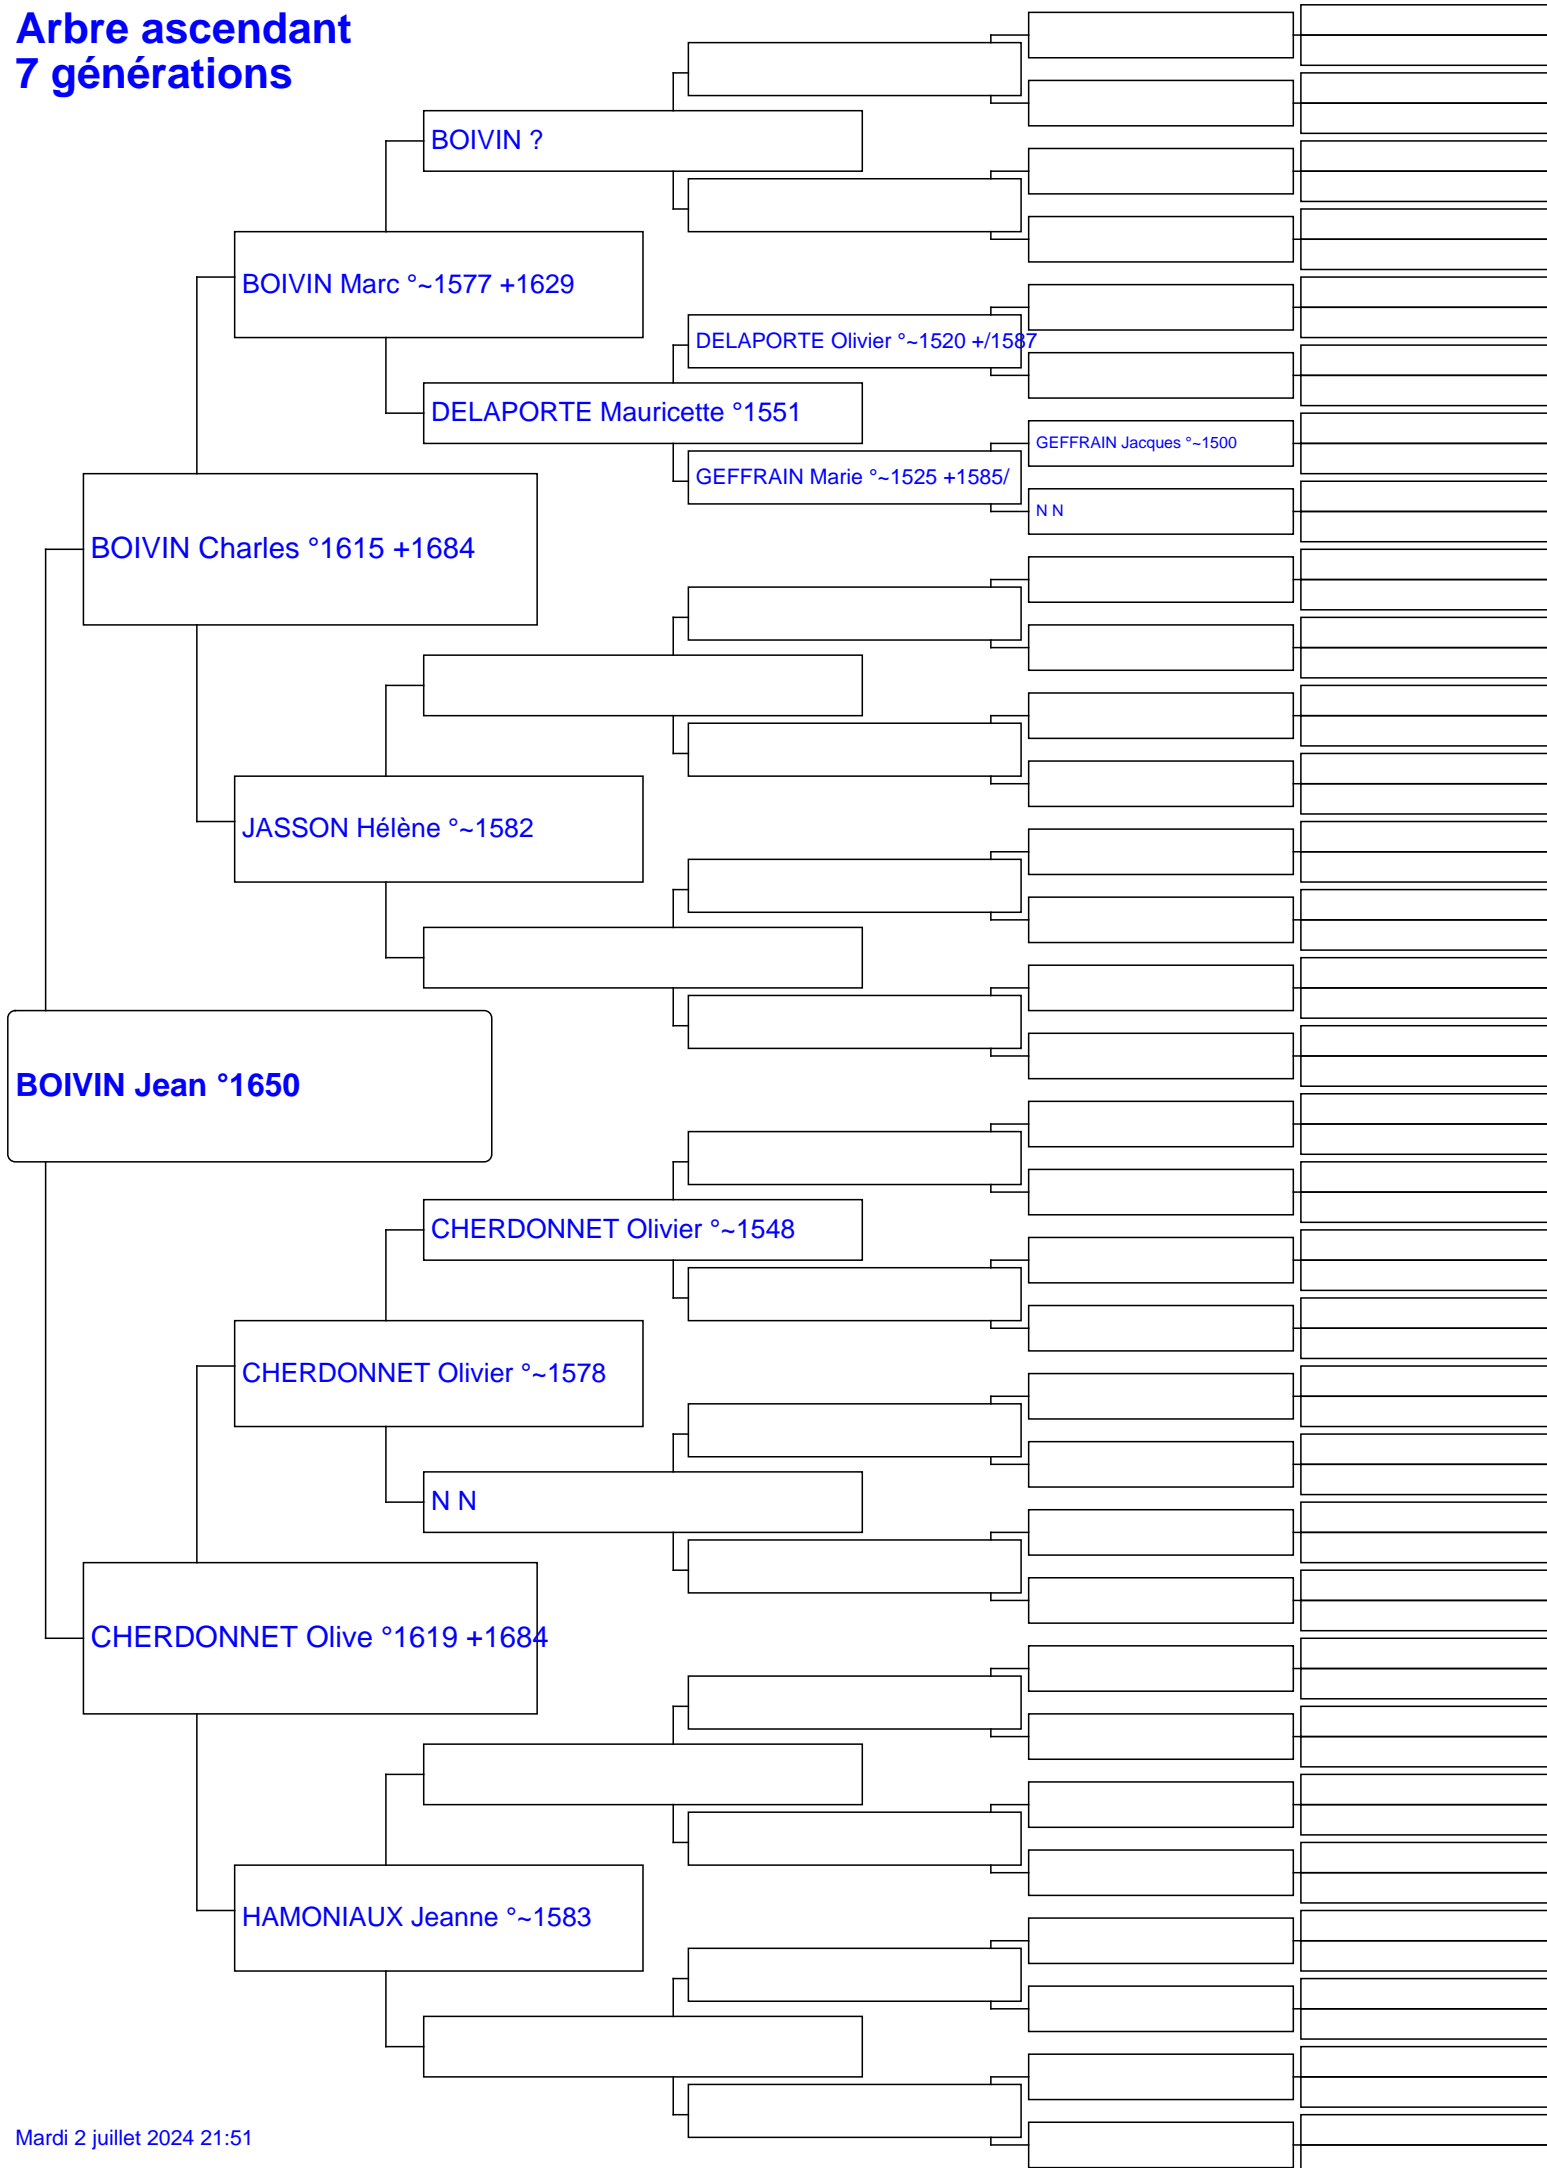 Arbre ascendant
7 générations
BOIVIN ?
BOIVIN Marc °~1577 +1629
DELAPORTE Olivier °~1520 +/1587
DELAPORTE Mauricette °1551
GEFFRAIN Jacques °~1500
GEFFRAIN Marie °~1525 +1585/
N N
BOIVIN Charles °1615 +1684
JASSON Hélène °~1582
BOIVIN Jean °1650
CHERDONNET Olivier °~1548
CHERDONNET Olivier °~1578
N N
CHERDONNET Olive °1619 +1684
HAMONIAUX Jeanne °~1583
Mardi 2 juillet 2024 21:51